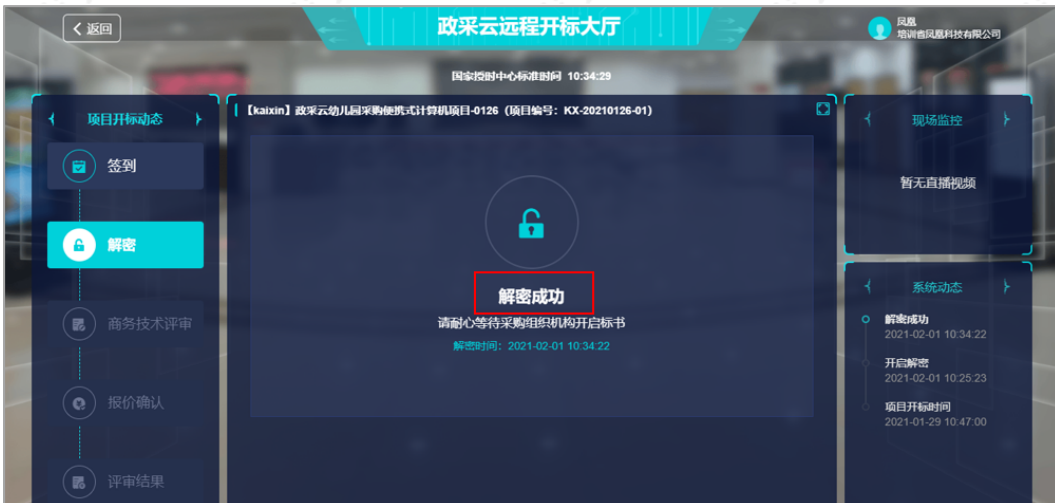 返回
政采云远程开标大厅
凤凰
培训省凤凰科技有限公司
国家授时中心标准时间 10:34:29
项目开标动态
签到
解密
商务技术评审
报价确认
评审结果
【kaixin】政采云幼儿园采购便携式计算机项目-0126（项目编号：KX-20210126-01）
解密成功
请耐心等待采购组织机构开启标书
解密时间：2021-02-01 10:34:22
现场监控
暂无直播视频
系统动态
解密成功
2021-02-01 10:34:22
开启解密
2021-02-01 10:25:23
项目开标时间
2021-01-29 10:47:00